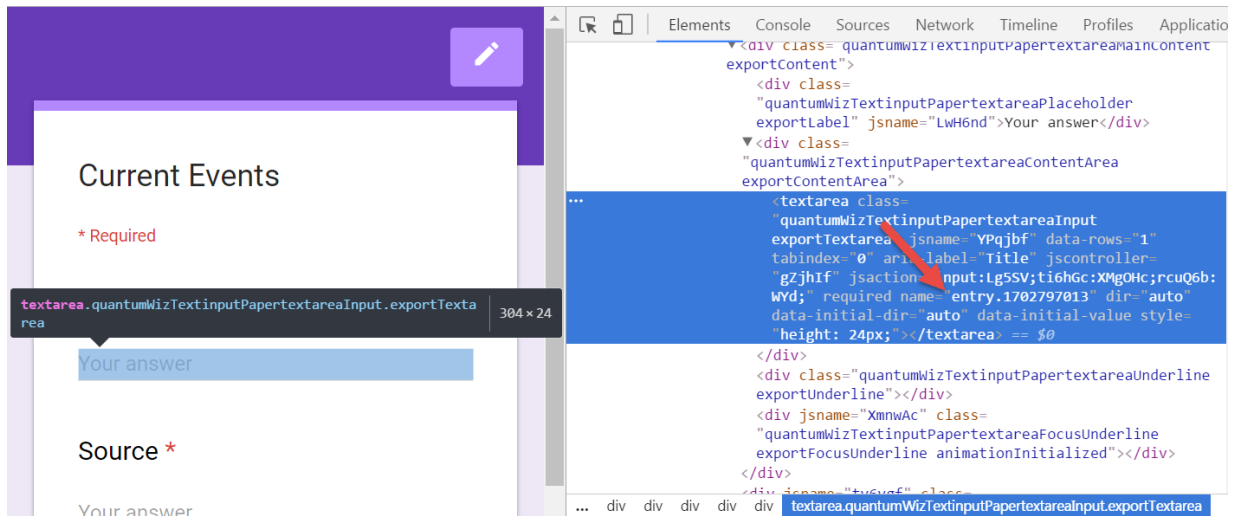 Current Events
* Required
textarea.quantumWizTextinputPapertextareaInput.exportTexta
rea
304 × 24
Your answer
Source *
Your answer
Elements Console Sources Network Timeline Profiles Applicatio
▼<div class="quantumWizTextinputPapertextareaMainContent
exportContent">
<div class=
"quantumWizTextinputPapertextareaPlaceholder
exportLabel" jsname="LwH6nd">Your answer</div>
▼<div class=
"quantumWizTextinputPapertextareaContentArea
exportContentArea">
<textarea class=
"quantumWizTextinputPapertextareaInput
exportTextarea" jsname="YPqjbf" data-rows="1"
tabindex="0" aria-label="Title" jscontroller=
"gZjhIf" jsaction="input:Lg5SV;ti6hGc:XMgOHc;rcuQ6b:
WYd;" required name="entry.1702797013" dir="auto"
data-initial-dir="auto" data-initial-value style=
"height: 24px;"></textarea> == $0
</div>
<div class="quantumWizTextinputPapertextareaUnderline
exportUnderline"></div>
<div jsname="XmnwAc" class=
"quantumWizTextinputPapertextareaFocusUnderline
exportFocusUnderline animationInitialized"></div>
</div>
<div jsname= class=
... div div div div div textarea.quantumWizTextinputPapertextareaInput.exportTextarea